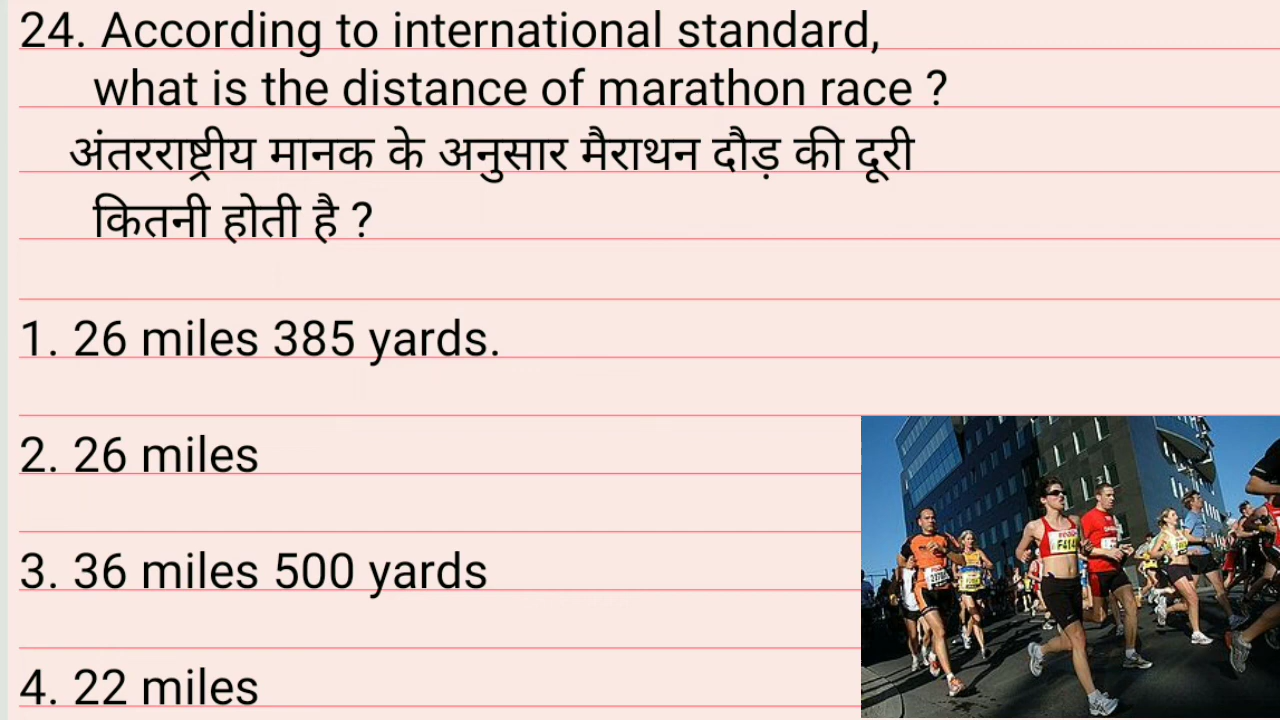 24. According to international standard,
what is the distance of marathon race ?
अंतरराष्ट्रीय मानक के अनुसार मैराथन दौड़ की दूरी
कितनी होती है ?
1. 26 miles 385 yards.
2. 26 miles
3. 36 miles 500 yards
4. 22 miles